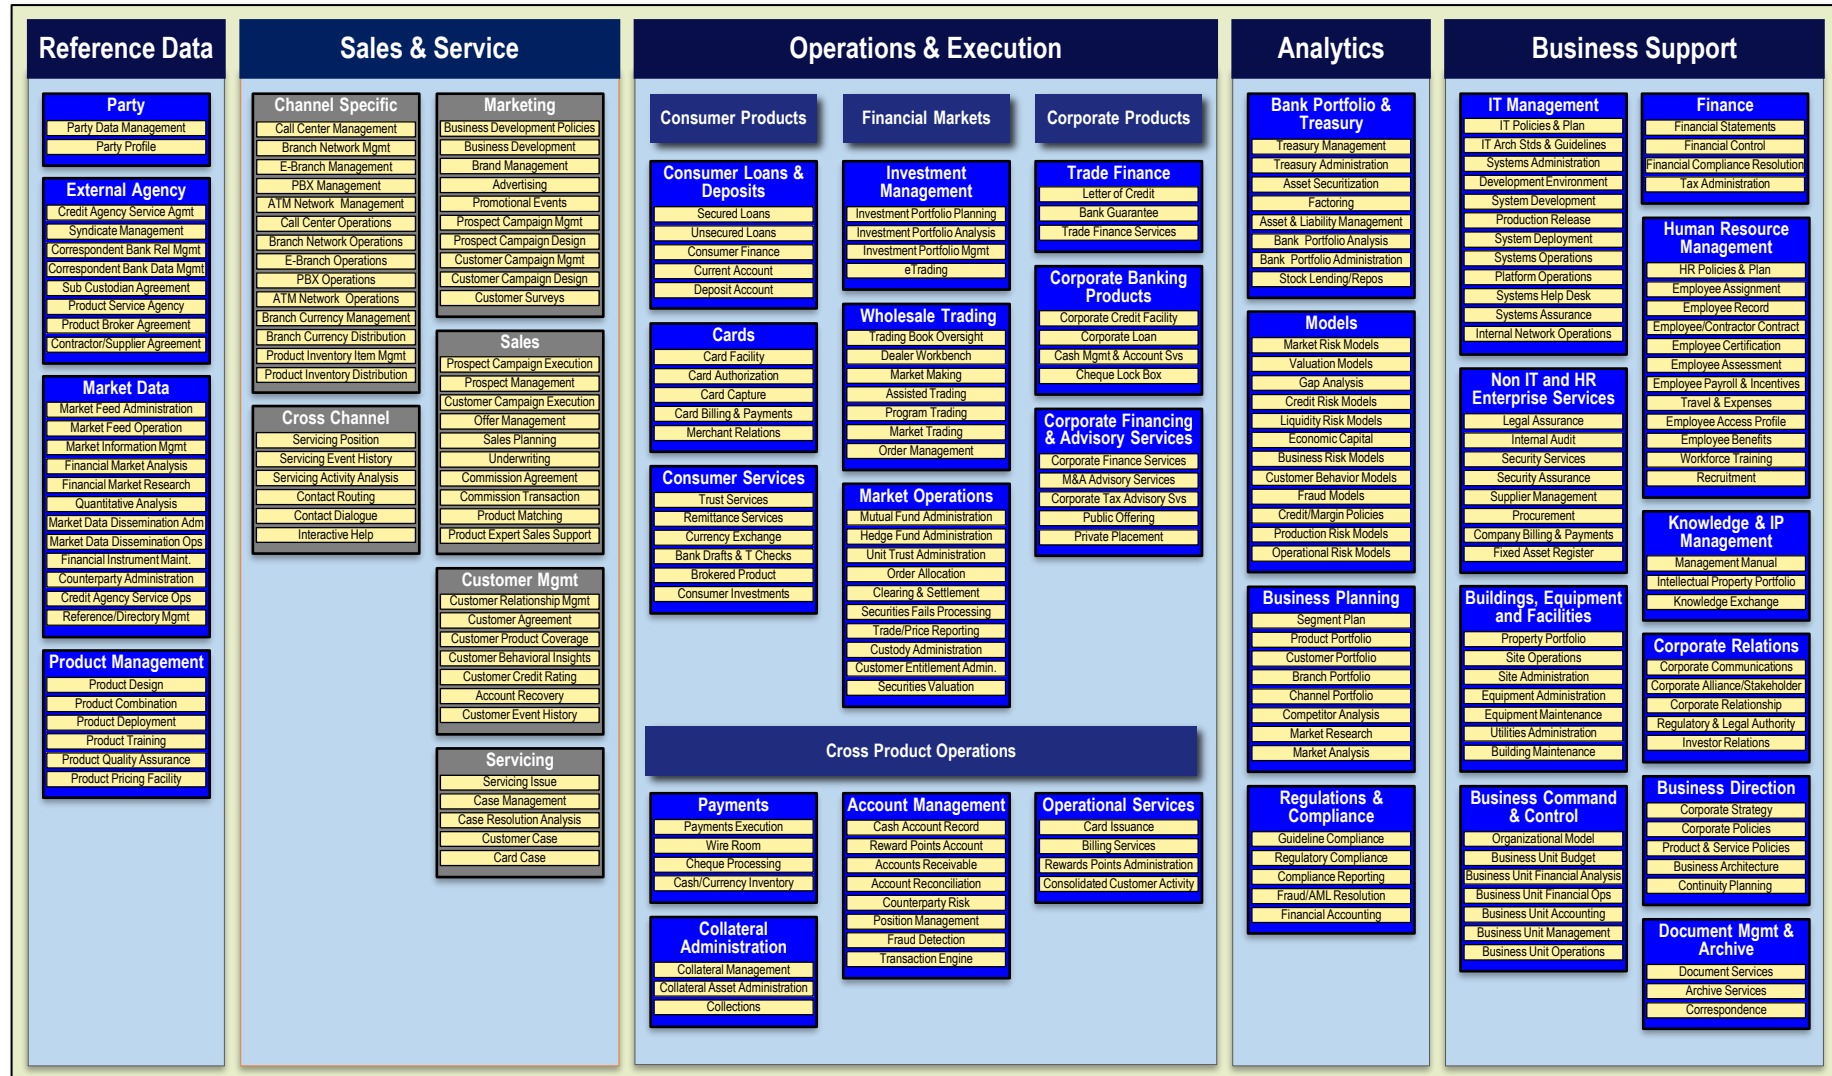 Reference Data
Party
Party Data Management
Party Profile
External Agency
Credit Agency Service Agmt
Syndicate Management
Correspondent Bank Rel Mgmt
Correspondent Bank Data Mgmt
Sub Custodian Agreement
Product Service Agency
Product Broker Agreement
Contractor/Supplier Agreement
Market Data
Market Feed Administration
Market Feed Operation
Market Information Mgmt
Financial Market Analysis
Financial Market Research
Quantitative Analysis
Market Data Dissemination Adm
Market Data Dissemination Ops
Financial Instrument Maint.
Counterparty Administration
Credit Agency Service Ops
Reference/Directory Mgmt
Product Management
Product Design
Product Combination
Product Deployment
Product Training
Product Quality Assurance
Product Pricing Facility
Sales & Service
Channel Specific
Call Center Management
Branch Network Mgmt
E-Branch Management
PBX Management
ATM Network Management
Call Center Operations
Branch Network Operations
E-Branch Operations
PBX Operations
ATM Network Operations
Branch Currency Management
Branch Currency Distribution
Product Inventory Item Mgmt
Product Inventory Distribution
Cross Channel
Servicing Position
Servicing Event History
Servicing Activity Analysis
Contact Routing
Contact Dialogue
Interactive Help
Marketing
Business Development Policies
Business Development
Brand Management
Advertising
Promotional Events
Prospect Campaign Mgmt
Prospect Campaign Design
Customer Campaign Mgmt
Customer Campaign Design
Customer Surveys
Sales
Prospect Campaign Execution
Prospect Management
Customer Campaign Execution
Offer Management
Sales Planning
Underwriting
Commission Agreement
Commission Transaction
Product Matching
Product Expert Sales Support
Customer Mgmt
Customer Relationship Mgmt
Customer Agreement
Customer Product Coverage
Customer Behavioral Insights
Customer Credit Rating
Account Recovery
Customer Event History
Servicing
Servicing Issue
Case Management
Case Resolution Analysis
Customer Case
Card Case
Operations & Execution
Consumer Products
Consumer Loans &
Deposits
Secured Loans
Unsecured Loans
Consumer Finance
Current Account
Deposit Account
Cards
Card Facility
Card Authorization
Card Capture
Card Billing & Payments
Merchant Relations
Consumer Services
Trust Services
Remittance Services
Currency Exchange
Bank Drafts & T Checks
Brokered Product
Consumer Investments
Financial Markets
Investment
Management
Investment Portfolio Planning
Investment Portfolio Analysis
Investment Portfolio Mgmt
eTrading
Wholesale Trading
Trading Book Oversight
Dealer Workbench
Market Making
Assisted Trading
Program Trading
Market Trading
Order Management
Market Operations
Mutual Fund Administration
Hedge Fund Administration
Unit Trust Administration
Order Allocation
Clearing & Settlement
Securities Fails Processing
Trade/Price Reporting
Custody Administration
Customer Entitlement Admin.
Securities Valuation
Corporate Products
Trade Finance
Letter of Credit
Bank Guarantee
Trade Finance Services
Corporate Banking
Products
Corporate Credit Facility
Corporate Loan
Cash Mgmt & Account Svs
Cheque Lock Box
Corporate Financing
& Advisory Services
Corporate Finance Services
M&A Advisory Services
Corporate Tax Advisory Svs
Public Offering
Private Placement
Cross Product Operations
Payments
Payments Execution
Wire Room
Cheque Processing
Cash/Currency Inventory
Collateral
Administration
Collateral Management
Collateral Asset Administration
Collections
Account Management
Cash Account Record
Reward Points Account
Accounts Receivable
Account Reconciliation
Counterparty Risk
Position Management
Fraud Detection
Transaction Engine
Operational Services
Card Issuance
Billing Services
Rewards Points Administration
Consolidated Customer Activity
Analytics
Bank Portfolio &
Treasury
Treasury Management
Treasury Administration
Asset Securitization
Factoring
Asset & Liability Management
Bank Portfolio Analysis
Bank Portfolio Administration
Stock Lending/Repos
Models
Market Risk Models
Valuation Models
Gap Analysis
Credit Risk Models
Liquidity Risk Models
Economic Capital
Business Risk Models
Customer Behavior Models
Fraud Models
Credit/Margin Policies
Production Risk Models
Operational Risk Models
Business Planning
Segment Plan
Product Portfolio
Customer Portfolio
Branch Portfolio
Channel Portfolio
Competitor Analysis
Market Research
Market Analysis
Regulations &
Compliance
Guideline Compliance
Regulatory Compliance
Compliance Reporting
Fraud/AML Resolution
Financial Accounting
Business Support
IT Management
IT Policies & Plan
IT Arch Stds & Guidelines
Systems Administration
Development Environment
System Development
Production Release
System Deployment
Systems Operations
Platform Operations
Systems Help Desk
Systems Assurance
Internal Network Operations
Non IT and HR
Enterprise Services
Legal Assurance
Internal Audit
Security Services
Security Assurance
Supplier Management
Procurement
Company Billing & Payments
Fixed Asset Register
Buildings, Equipment
and Facilities
Property Portfolio
Site Operations
Site Administration
Equipment Administration
Equipment Maintenance
Utilities Administration
Building Maintenance
Business Command
& Control
Organizational Model
Business Unit Budget
Business Unit Financial Analysis
Business Unit Financial Ops
Business Unit Accounting
Business Unit Management
Business Unit Operations
Finance
Financial Statements
Financial Control
Financial Compliance Resolution
Tax Administration
Human Resource
Management
HR Policies & Plan
Employee Assignment
Employee Record
Employee/Contractor Contract
Employee Certification
Employee Assessment
Employee Payroll & Incentives
Travel & Expenses
Employee Access Profile
Employee Benefits
Workforce Training
Recruitment
Knowledge & IP
Management
Management Manual
Intellectual Property Portfolio
Knowledge Exchange
Corporate Relations
Corporate Communications
Corporate Alliance/Stakeholder
Corporate Relationship
Regulatory & Legal Authority
Investor Relations
Business Direction
Corporate Strategy
Corporate Policies
Product & Service Policies
Business Architecture
Continuity Planning
Document Mgmt &
Archive
Document Services
Archive Services
Correspondence